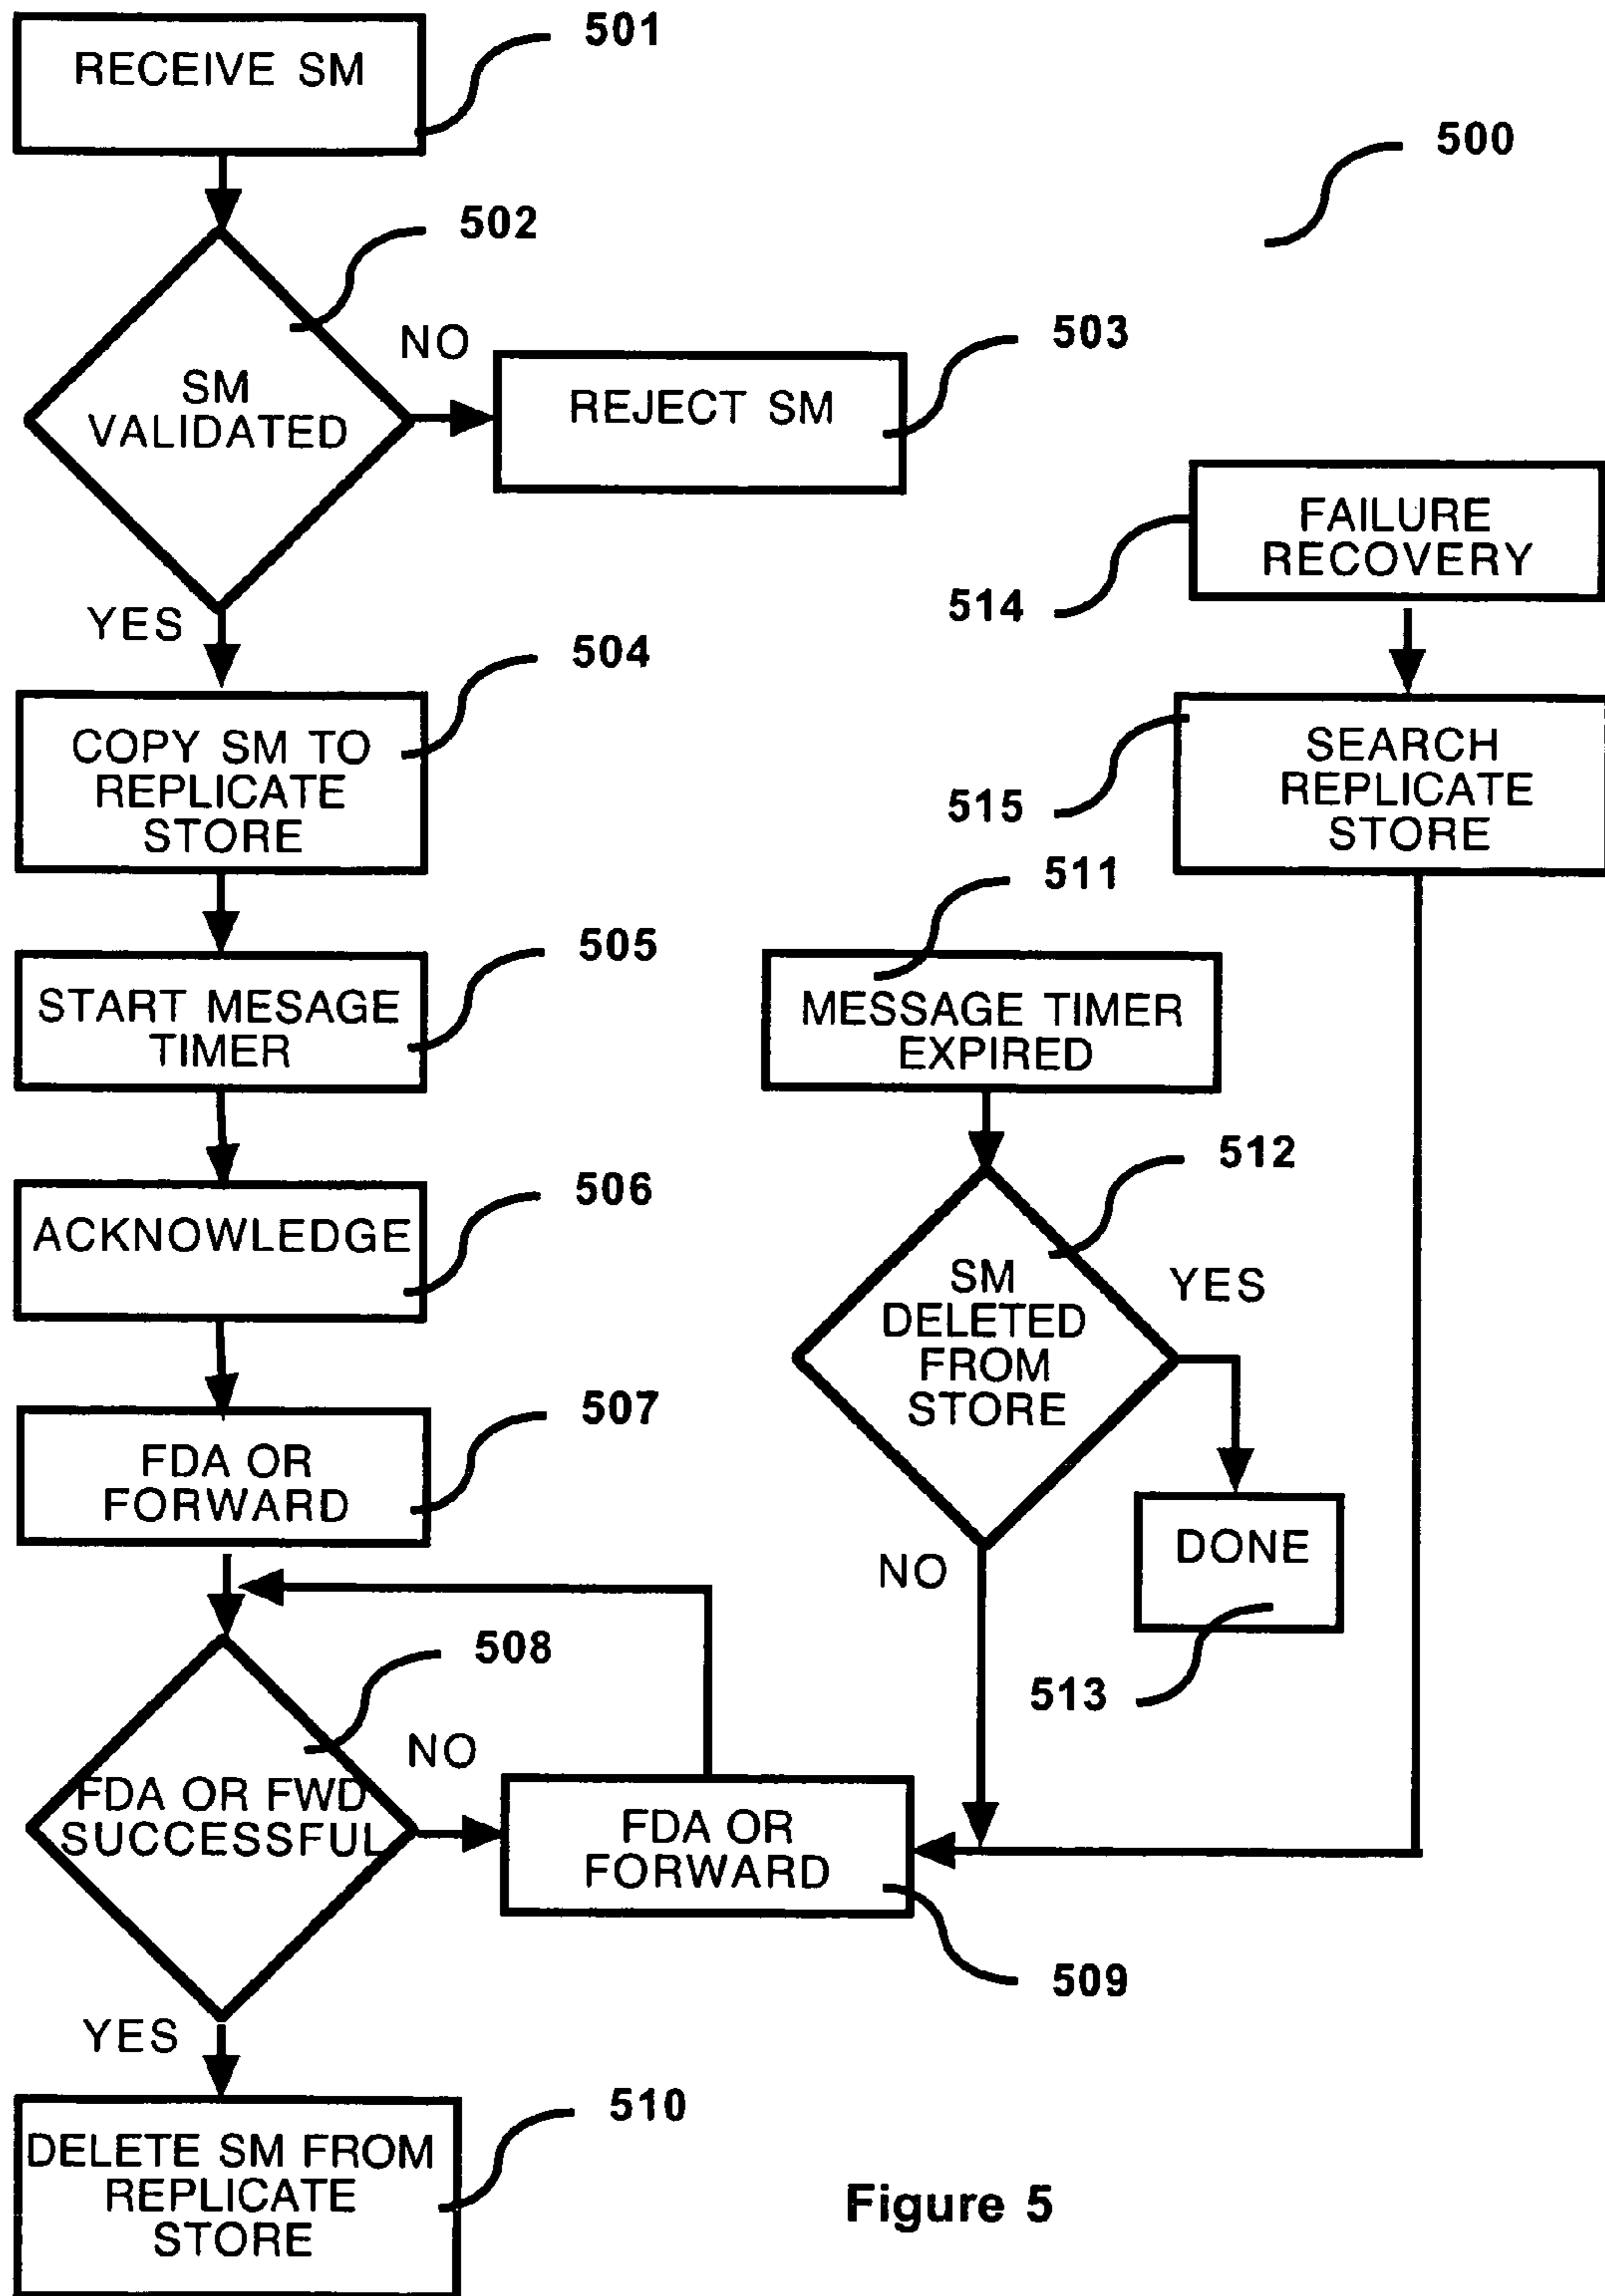 RECEIVE SM
501
500
502
SM
VALIDATED
NO
YES
REJECT SM
503
504
COPY SM TO
REPLICATE
STORE
505
START MESAGE
TIMER
506
ACKNOWLEDGE
507
FDA OR
FORWARD
508
FDA OR FWD
SUCCESSFUL
NO
YES
FDA OR
FORWARD
509
510
DELETE SM FROM
REPLICATE
STORE
511
MESSAGE TIMER
EXPIRED
512
SM
DELETED
FROM
STORE
YES
NO
DONE
513
FAILURE
RECOVERY
514
SEARCH
REPLICATE
STORE
515
Figure 5